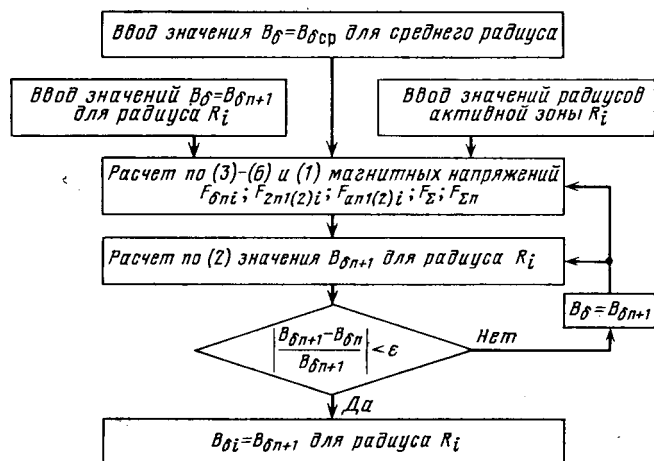 Ввод значения Bδ=Bδср для среднего радиуса
Ввод значений Bδ=Bδn+1
для радиуса Ri
Ввод значений радиусов
активной зоны Ri
Расчет по (3)-(6) и (1) магнитных напряжений
Fδni; F2n1(2)i; Fan1(2)i; FΣ; FΣn
Расчет по (2) значения Bδn+1 для радиуса Ri
Bδ=Bδn+1
|Bδn+1-Bδn
Bδn+1| < ε
Нет
Да
Bδi=Bδn+1 для радиуса Ri